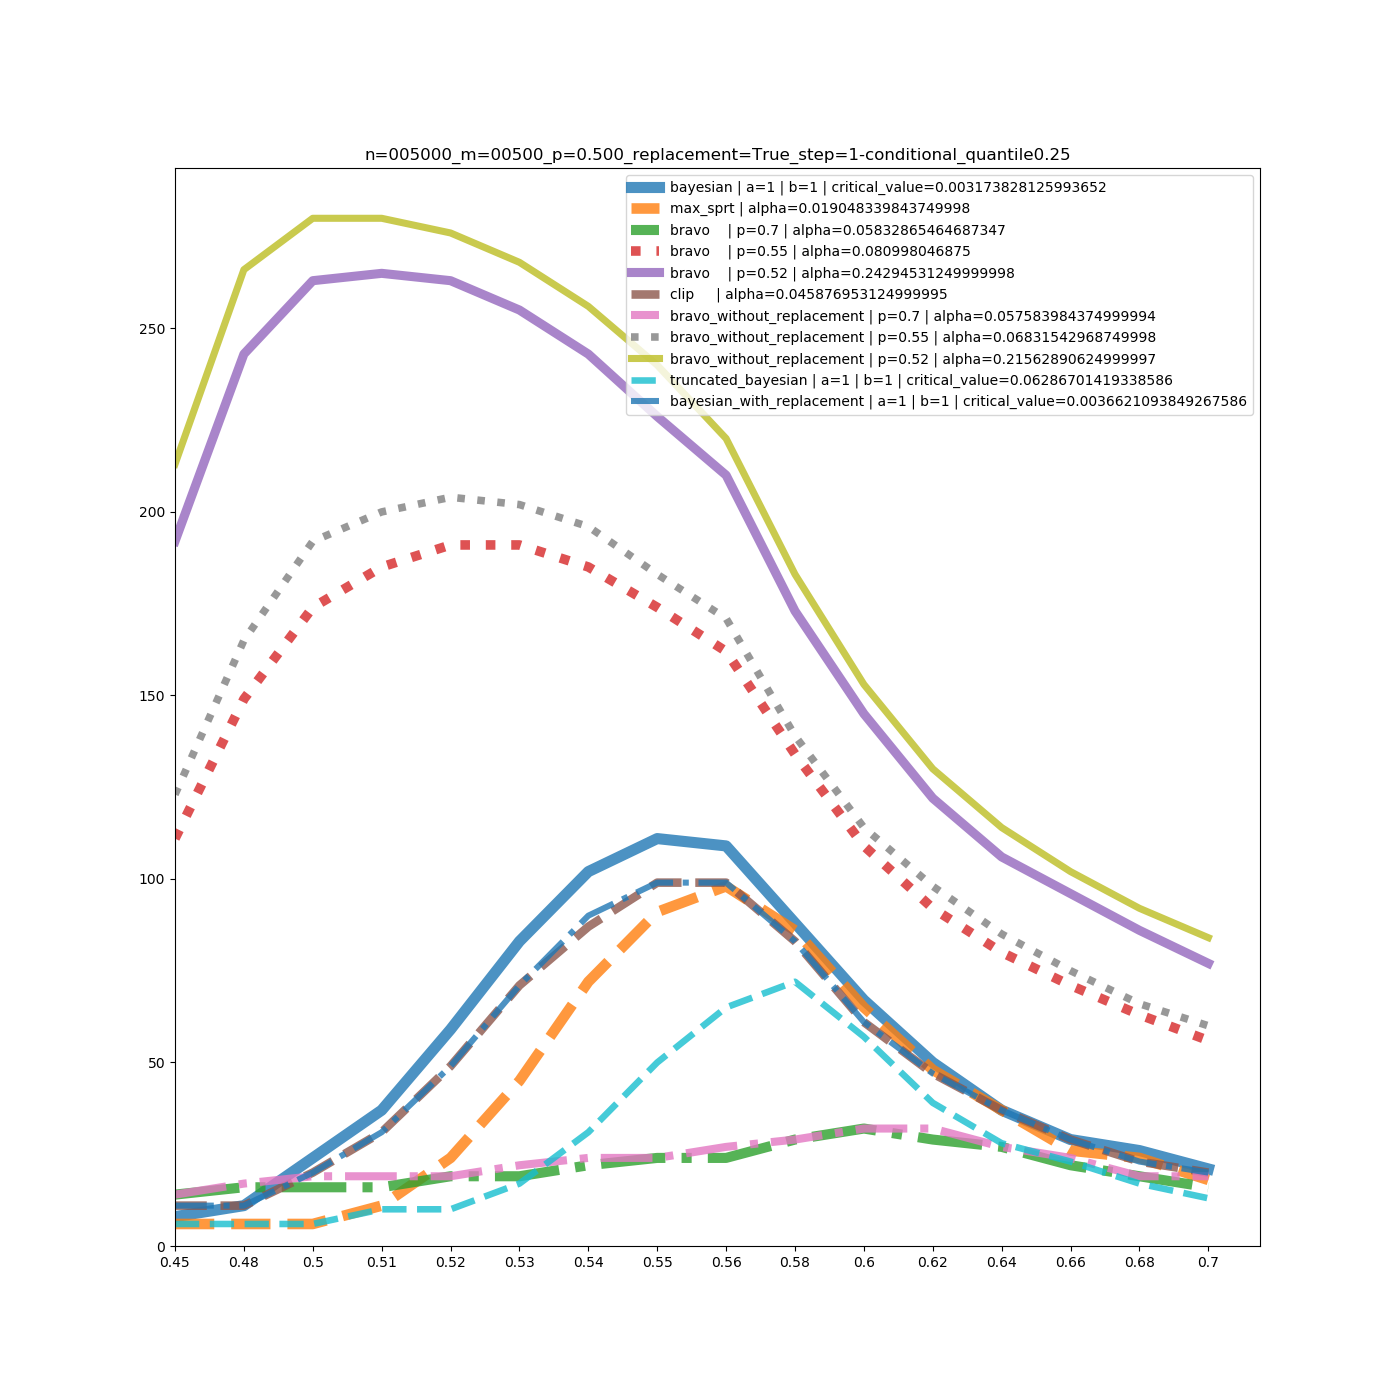 n=005000_m=00500_p=0.500_replacement=True_step=1-conditional_quantile0.25
bayesian | a=1 | b=1 | critical_value=0.003173828125993652
max_sprt | alpha=0.019048339843749998
bravo | p=0.7 | alpha=0.05832865464687347
bravo | p=0.55 | alpha=0.080998046875
bravo | p=0.52 | alpha=0.24294531249999998
clip | alpha=0.045876953124999995
bravo_without_replacement | p=0.7 | alpha=0.057583984374999994
bravo_without_replacement | p=0.55 | alpha=0.06831542968749998
bravo_without_replacement | p=0.52 | alpha=0.21562890624999997
truncated_bayesian | a=1 | b=1 | critical_value=0.06286701419338586
bayesian_with_replacement | a=1 | b=1 | critical_value=0.0036621093849267586
250
200
150
100
50
0
0.45 0.48 0.5 0.51 0.52 0.53 0.54 0.55 0.56 0.58 0.6 0.62 0.64 0.66 0.68 0.7